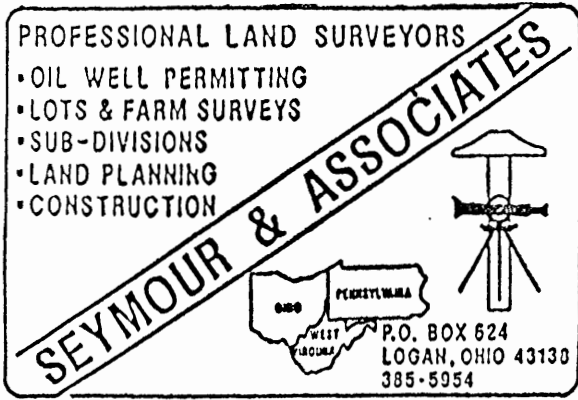 PROFESSIONAL LAND SURVEYORS
▪OIL WELL PERMITTING
▪LOTS & FARM SURVEYS
▪SUB-DIVISIONS
▪LAND PLANNING
▪CONSTRUCTION
SEYMOUR & ASSOCIATES
OHIO
PENNSYLVANIA
WEST
VIRGINIA
P.O. BOX 624
LOGAN, OHIO 43138
385-5954